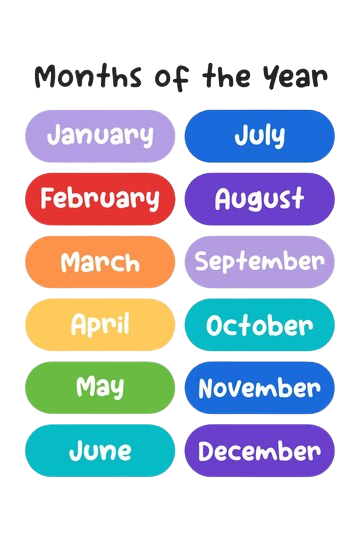 Months of the Year
January
February
March
April
May
June
July
August
September
October
November
December